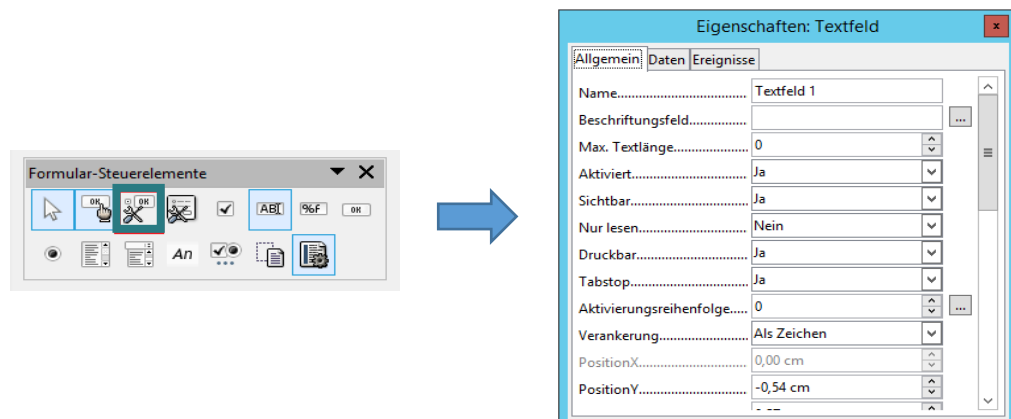 Formular-Steuerelemente
OK OK
ABI %F OK
An
Eigenschaften: Textfeld
x
Allgemein Daten Ereignisse
Name.................................... Textfeld 1
Beschriftungsfeld................ ...
Max. Textlänge..................... 0
Aktiviert................................ Ja
Sichtbar................................. Ja
Nur lesen.............................. Nein
Druckbar............................... Ja
Tabstop................................. Ja
Aktivierungsreihenfolge..... 0 ...
Verankerung......................... Als Zeichen
PositionX.............................. 0,00 cm
PositionY.............................. -0,54 cm